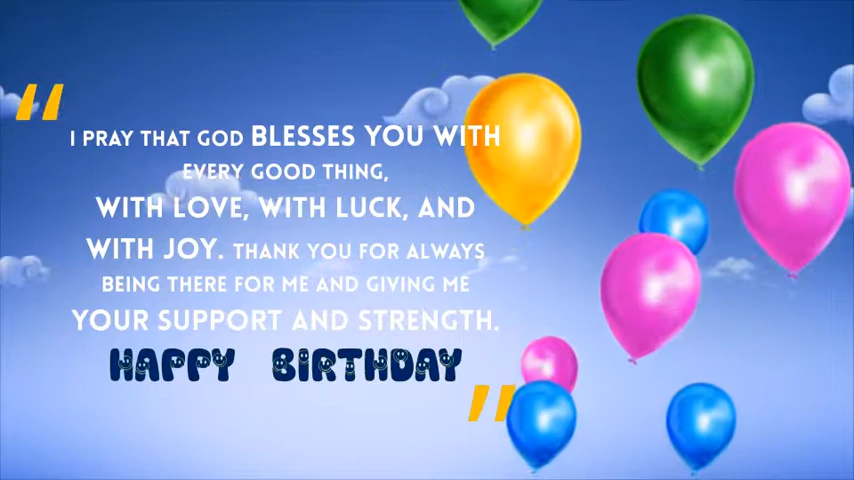 “
I PRAY THAT GOD BLESSES YOU WITH
EVERY GOOD THING,
WITH LOVE, WITH LUCK, AND
WITH JOY. THANK YOU FOR ALWAYS
BEING THERE FOR ME AND GIVING ME
YOUR SUPPORT AND STRENGTH.
HAPPY BIRTHDAY
”